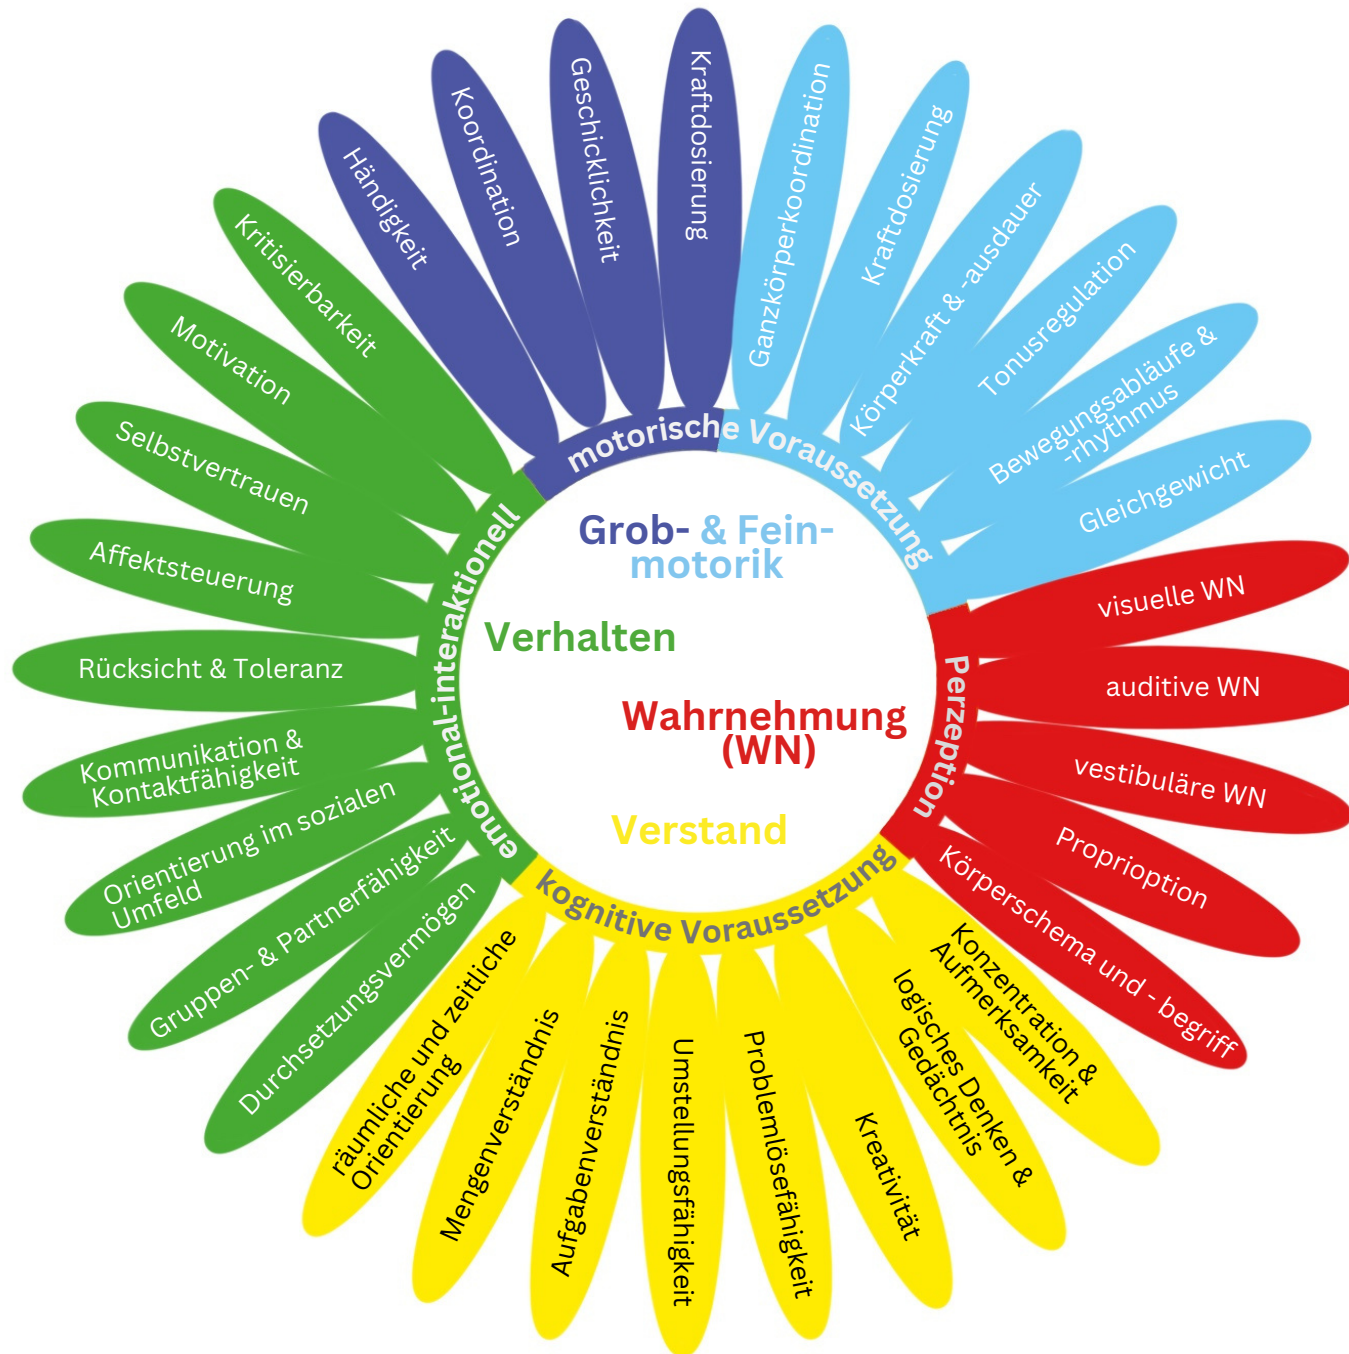 Händigkeit
Koordination
Geschicklichkeit
Kraftdosierung
Ganzkörperkoordination
Kraftdosierung
Körperkraft & -ausdauer
Tonusregulation
Bewegungsabläufe &
-rhythmus
Gleichgewicht
visuelle WN
auditive WN
vestibuläre WN
Proprioption
Körperschema und - begriff
Konzentration &
Aufmerksamkeit
logisches Denken &
Gedächtnis
Kreativität
Problemlösefähigkeit
Umstellungsfähigkeit
Aufgabenverständnis
Mengenverständnis
räumliche und zeitliche
Orientierung
Durchsetzungsvermögen
Gruppen- & Partnerfähigkeit
Orientierung im sozialen
Umfeld
Kommunikation &
Kontaktfähigkeit
Rücksicht & Toleranz
Affektsteuerung
Selbstvertrauen
Motivation
Kritisierbarkeit
motorische Voraussetzung
Perzeption
kognitive Voraussetzung
emotional-interaktionell
Grob- & Fein-
motorik
Verhalten
Wahrnehmung
(WN)
Verstand